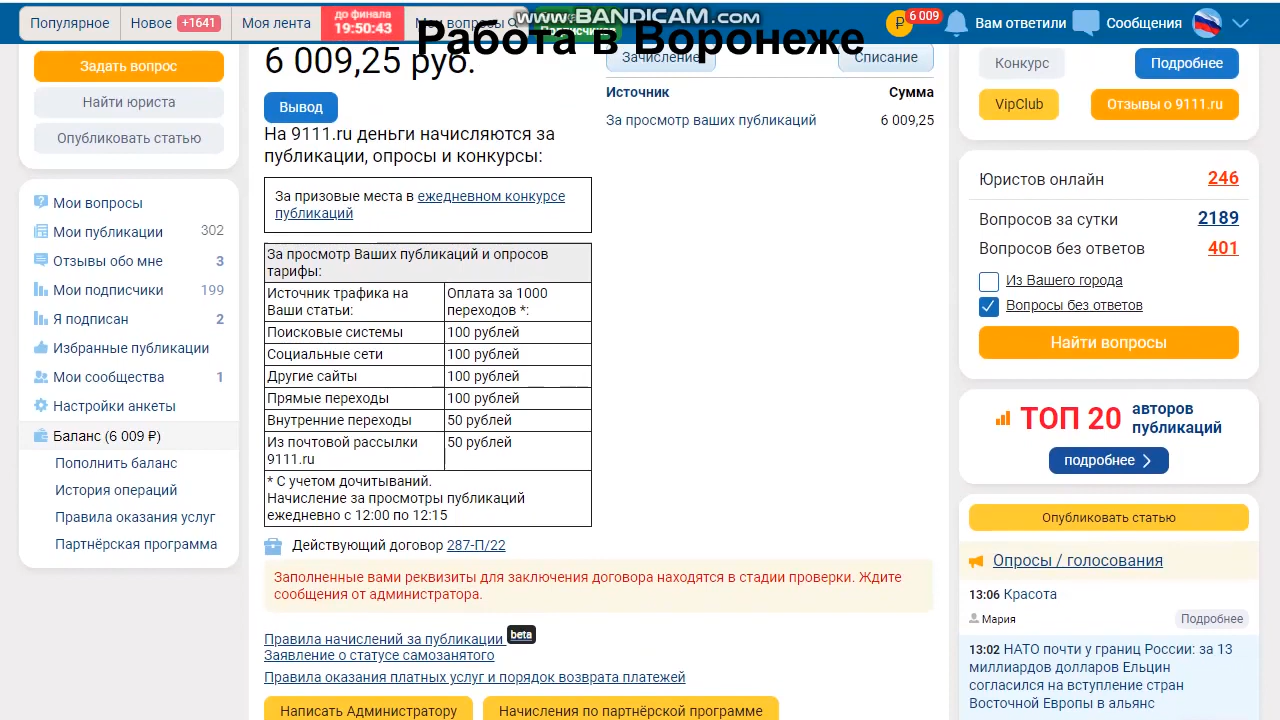 Популярное
Новое +1641
Моя лента
до финала
19:50:43
Мои вопросы
www.BANDICAM.com
6 009
Вам ответили
Сообщения
Работа в Воронеже
Задать вопрос
Найти юриста
Опубликовать статью
Мои вопросы
Мои публикации 302
Отзывы обо мне 3
Мои подписчики 199
Я подписан 2
Избранные публикации
Мои сообщества 1
Настройки анкеты
Баланс (6 009 ₽)
Пополнить баланс
История операций
Правила оказания услуг
Партнёрская программа
6 009,25 руб.
Вывод
На 9111.ru деньги начисляются за
публикации, опросы и конкурсы:
За призовые места в ежедневном конкурсе
публикаций
За просмотр Ваших публикаций и опросов
тарифы:
Источник трафика на
Ваши статьи:
Оплата за 1000
переходов *:
Поисковые системы 100 рублей
Социальные сети 100 рублей
Другие сайты 100 рублей
Прямые переходы 100 рублей
Внутренние переходы 50 рублей
Из почтовой рассылки
9111.ru
50 рублей
* С учетом дочитываний.
Начисление за просмотры публикаций
ежедневно с 12:00 по 12:15
Действующий договор 287-П/22
Заполненные вами реквизиты для заключения договора находятся в стадии проверки. Ждите
сообщения от администратора.
Правила начислений за публикации beta
Заявление о статусе самозанятого
Правила оказания платных услуг и порядок возврата платежей
Написать Администратору
Начисления по партнёрской программе
Зачисление
Списание
Источник Сумма
За просмотр ваших публикаций 6 009,25
Конкурс
Подробнее
VipClub
Отзывы о 9111.ru
Юристов онлайн 246
Вопросов за сутки 2189
Вопросов без ответов 401
Из Вашего города
Вопросы без ответов
Найти вопросы
ТОП 20
авторов
публикаций
подробнее
Опубликовать статью
Опросы / голосования
13:06 Красота
Мария
Подробнее
13:02 НАТО почти у границ России: за 13
миллиардов долларов Ельцин
согласился на вступление стран
Восточной Европы в альянс